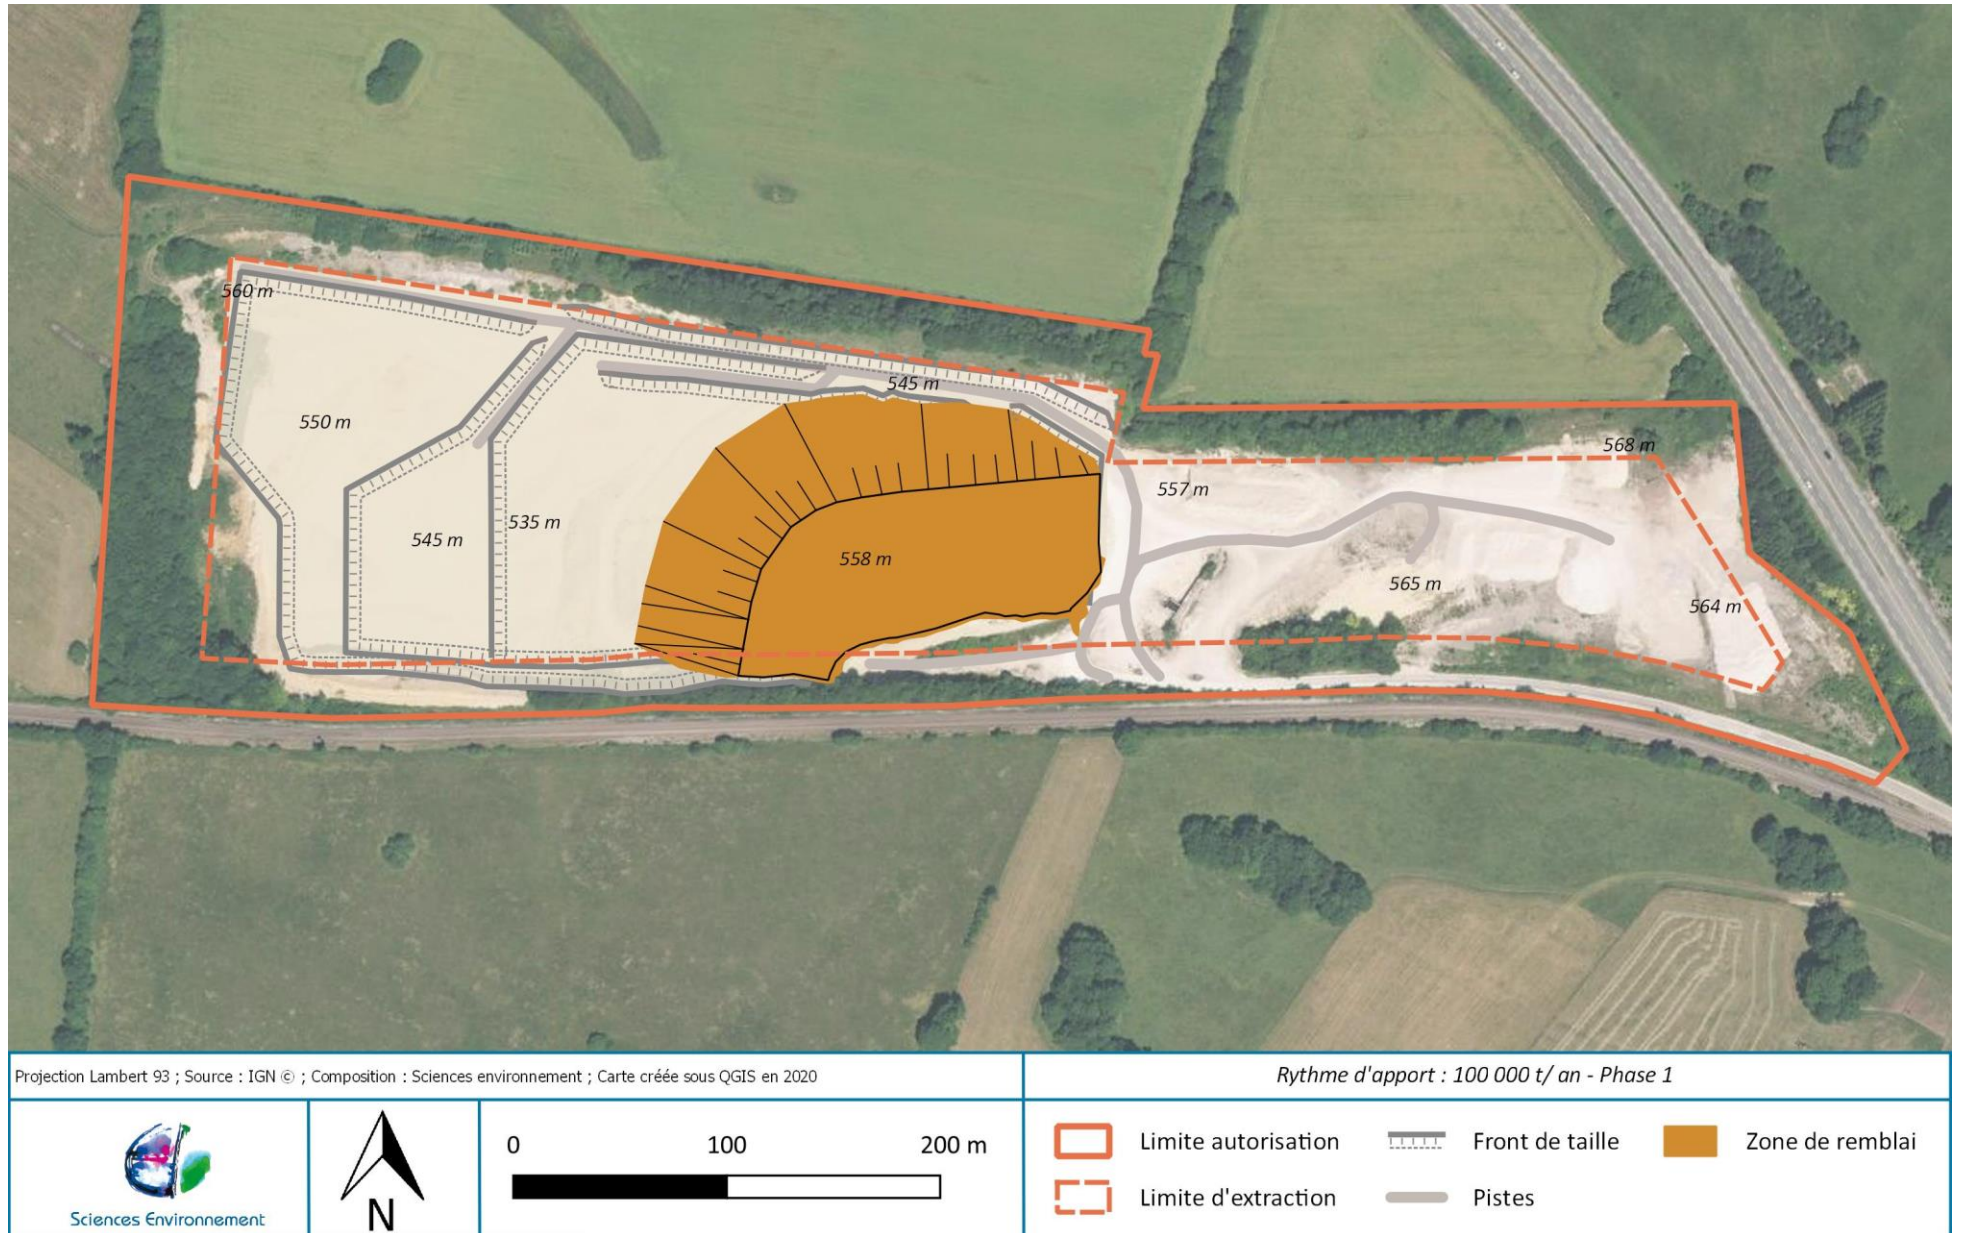 560 m
550 m
545 m
545 m
535 m
558 m
557 m
568 m
565 m
564 m
Projection Lambert 93 ; Source : IGN © ; Composition : Sciences environnement ; Carte créée sous QGIS en 2020
Rythme d'apport : 100 000 t/ an - Phase 1
Sciences Environnement
N
0 100 200 m
Limite autorisation
Front de taille
Zone de remblai
Limite d'extraction
Pistes